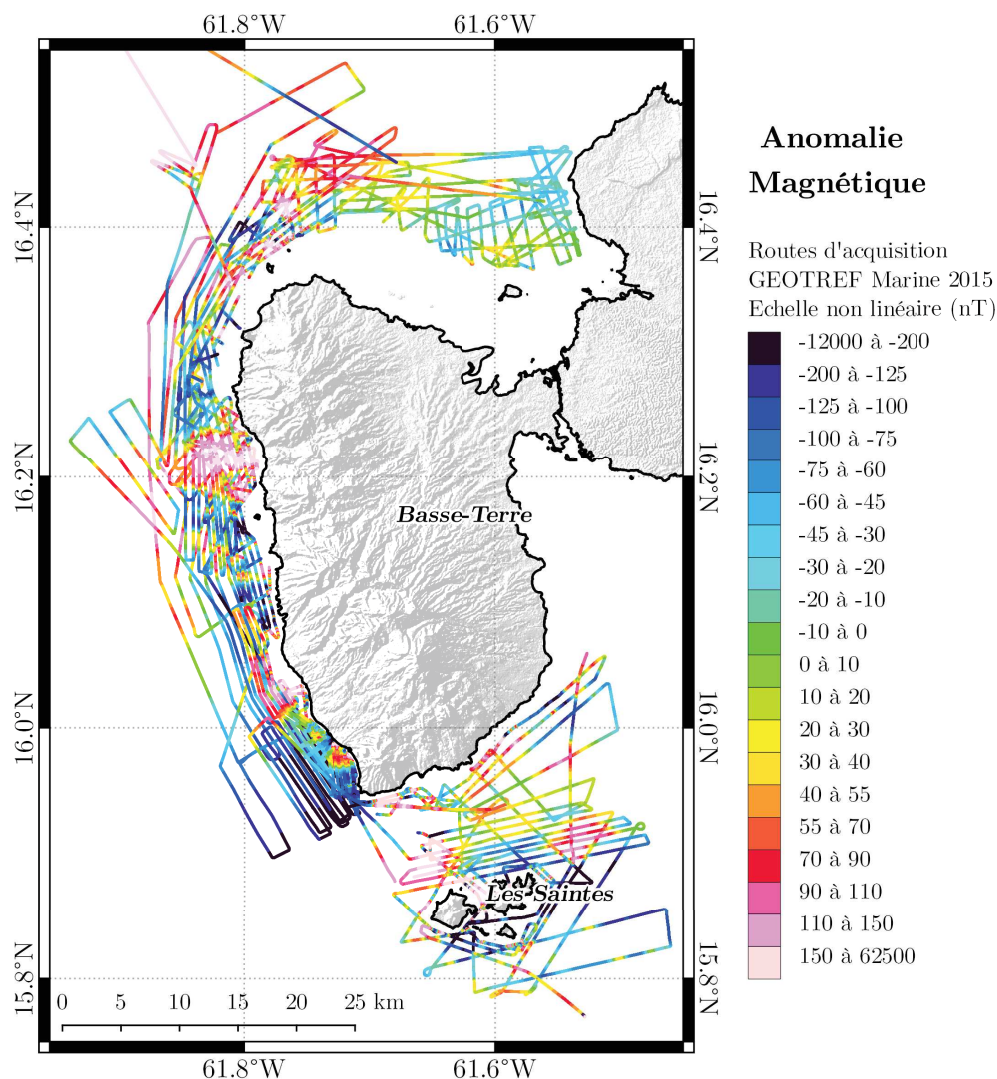 61.8°W
61.6°W
16.4°N
16.4°N
16.2°N
16.2°N
16.0°N
16.0°N
15.8°N
15.8°N
Basse-Terre
Les Saintes
0 5 10 15 20 25 km
61.8°W
61.6°W
Anomalie
Magnétique
Routes d'acquisition
GEOTREF Marine 2015
Echelle non linéaire (nT)
-12000 à -200
-200 à -125
-125 à -100
-100 à -75
-75 à -60
-60 à -45
-45 à -30
-30 à -20
-20 à -10
-10 à 0
0 à 10
10 à 20
20 à 30
30 à 40
40 à 55
55 à 70
70 à 90
90 à 110
110 à 150
150 à 62500